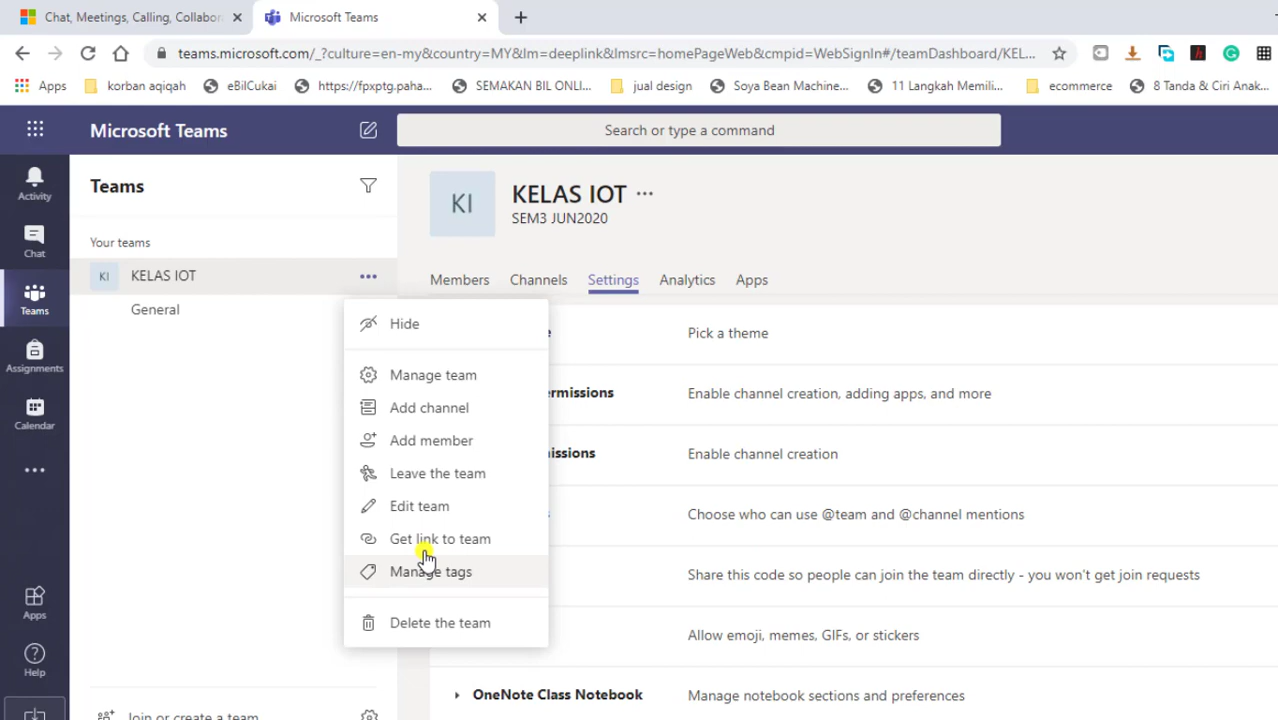 Chat, Meetings, Calling, Collabor
Microsoft Teams
teams.microsoft.com/_?culture=en-my&country=MY&lm=deeplink&lmsrc=homePageWeb&cmpid=WebSignIn#/teamDashboard/KEL...
Apps korban aqiqah eBilCukai https://fpxptg.paha... SEMAKAN BIL ONLI... jual design Soya Bean Machine... 11 Langkah Memili... ecommerce 8 Tanda & Ciri Anak...
Microsoft Teams
Search or type a command
Activity
Chat
Teams
Assignments
Calendar
Apps
Help
Teams
Your teams
KI KELAS IOT
General
Hide
Manage team
Add channel
Add member
Leave the team
Edit team
Get link to team
Manage tags
Delete the team
Join or create a team
KI
KELAS IOT
SEM3 JUN2020
Members Channels Settings Analytics Apps
e Pick a theme
ermissions Enable channel creation, adding apps, and more
issions Enable channel creation
s Choose who can use @team and @channel mentions
Share this code so people can join the team directly - you won't get join requests
Allow emoji, memes, GIFs, or stickers
OneNote Class Notebook Manage notebook sections and preferences